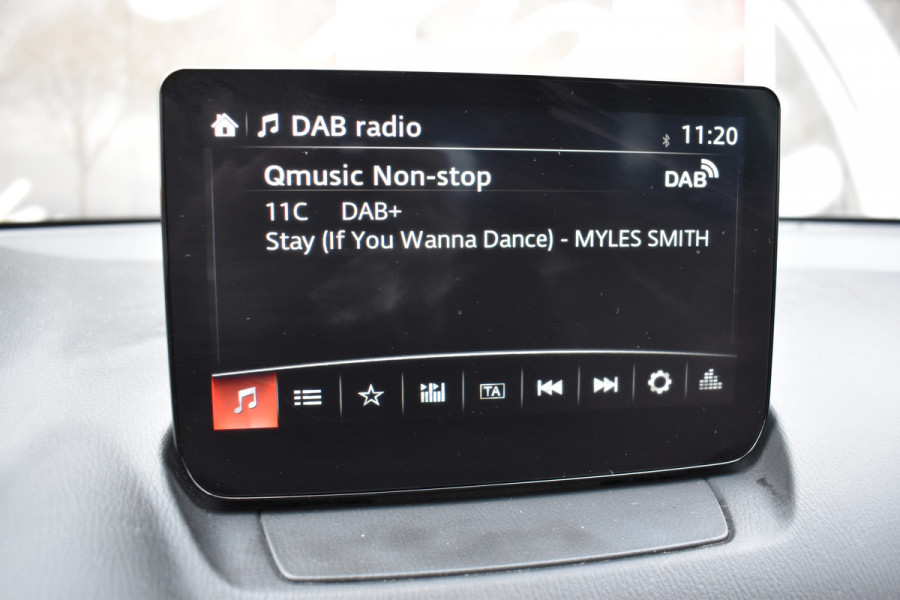 DAB radio 11:20
Qmusic Non-stop DAB
11C DAB+
Stay (If You Wanna Dance) - MYLES SMITH
TA